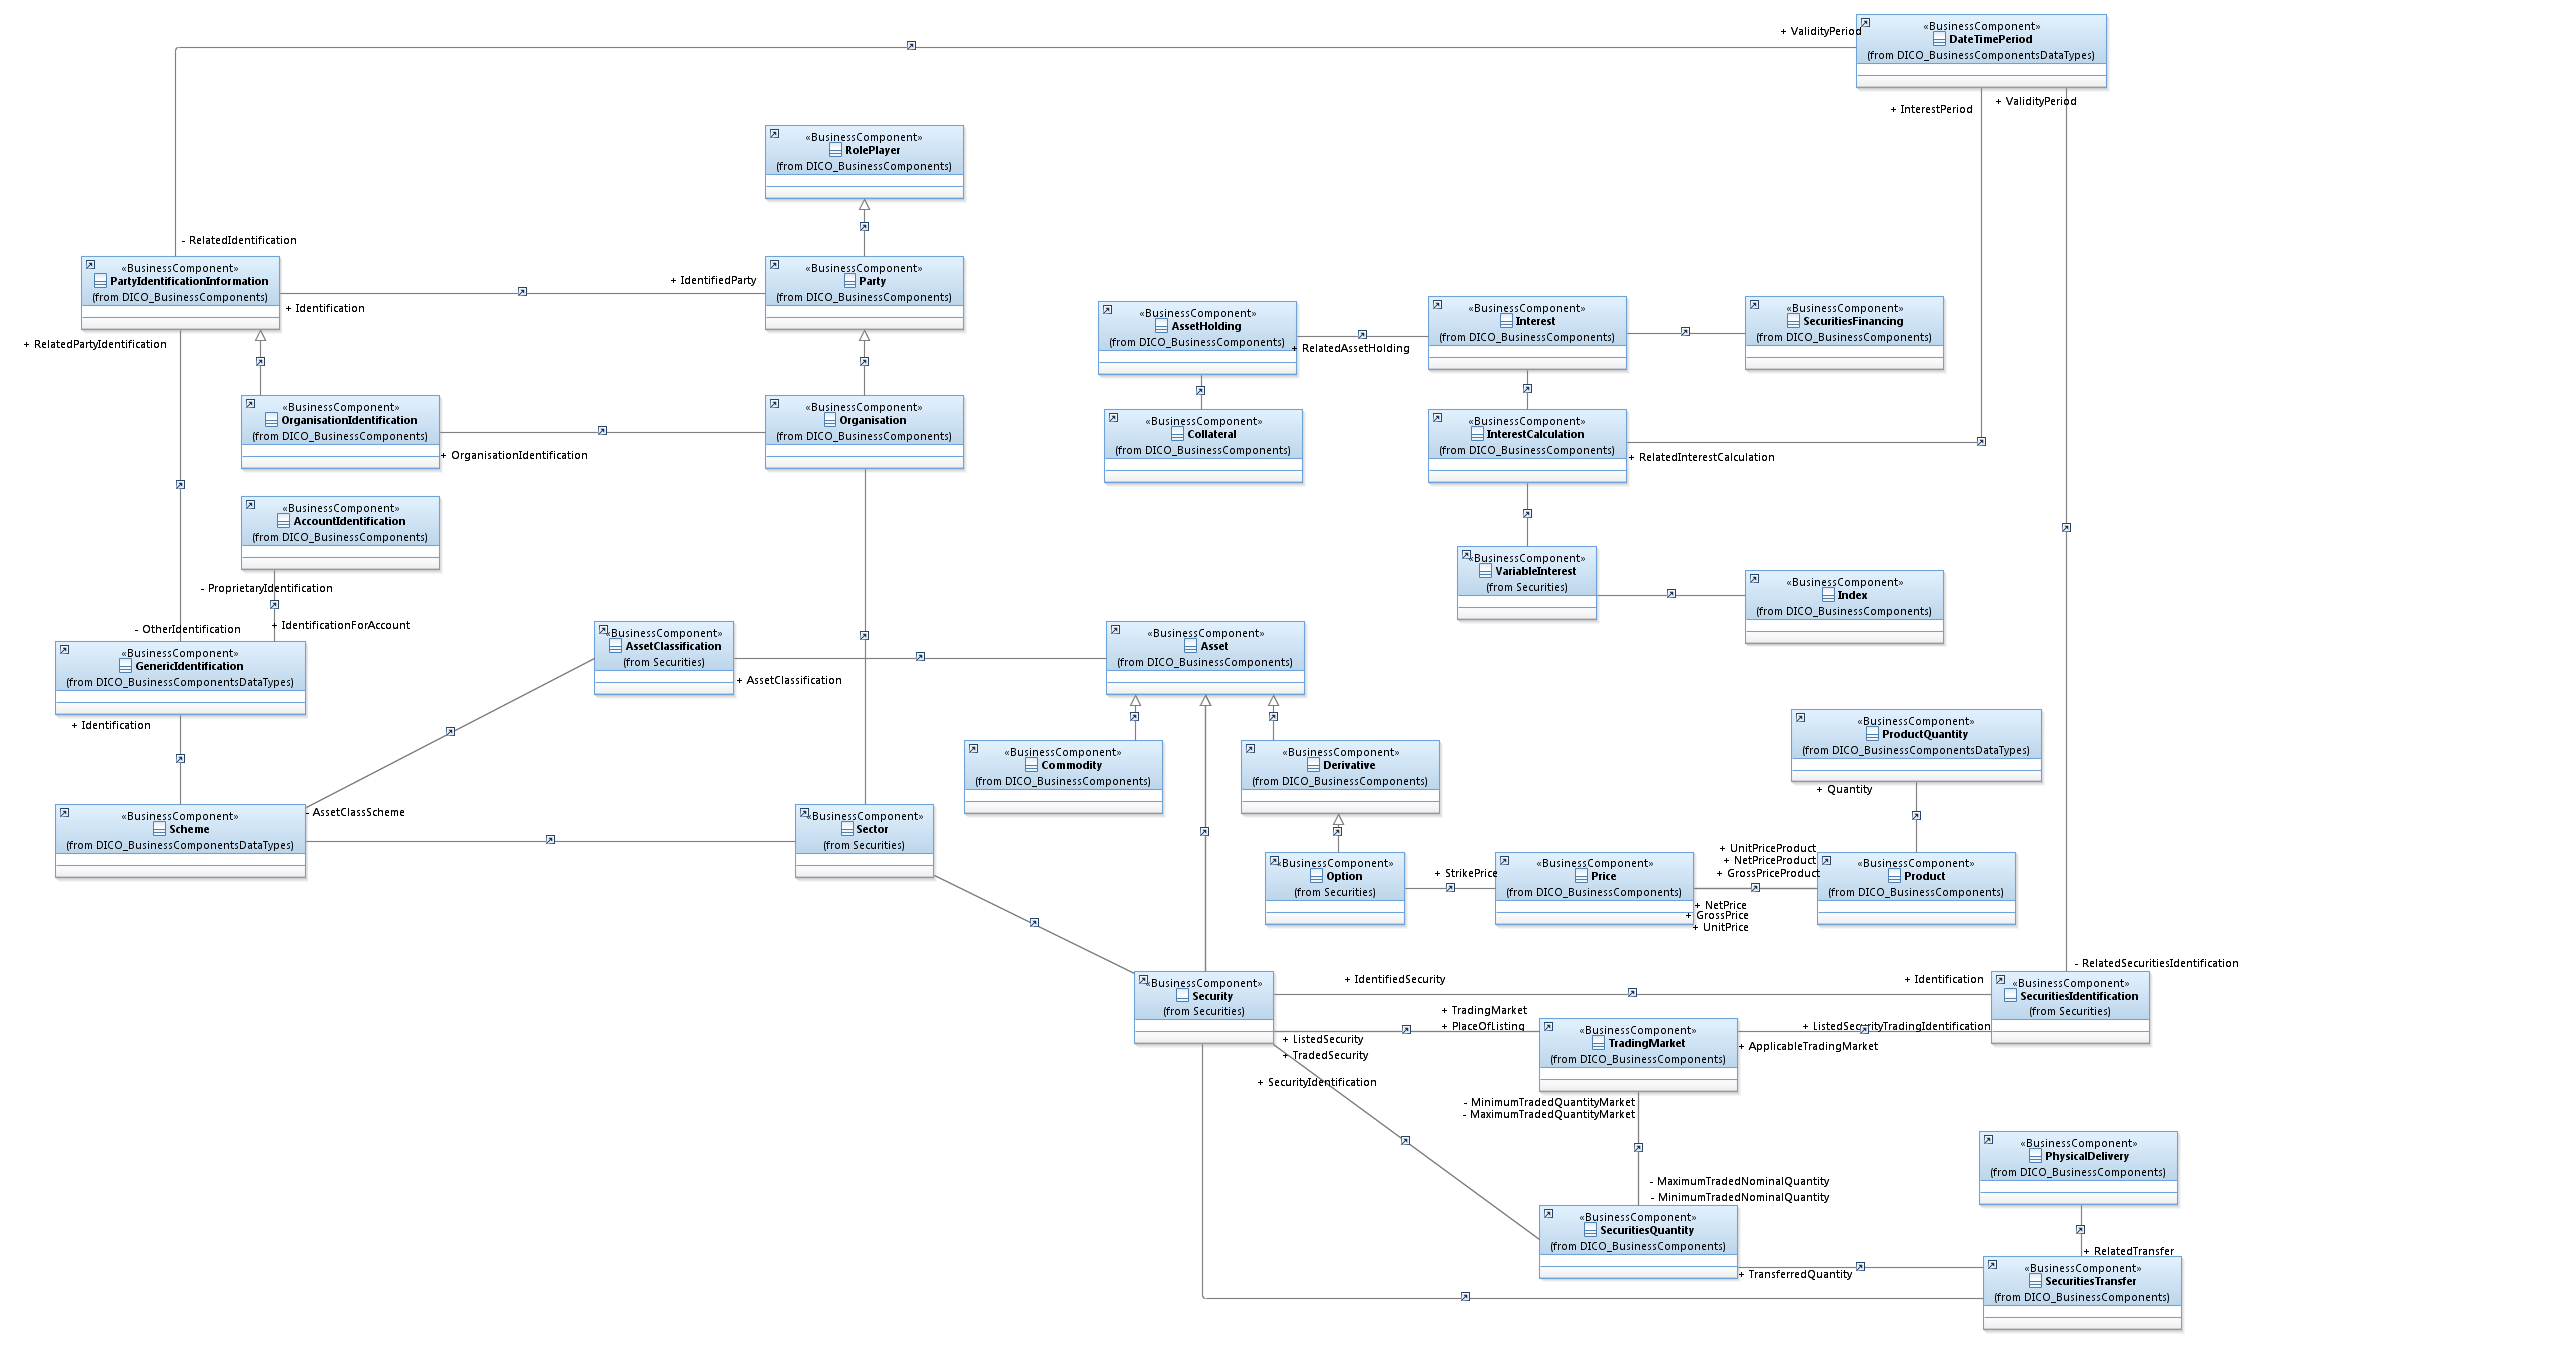 «BusinessComponent»
DateTimePeriod
(from DICO_BusinessComponentsDataTypes)
+ ValidityPeriod
+ InterestPeriod
+ ValidityPeriod
«BusinessComponent»
RolePlayer
(from DICO_BusinessComponents)
- RelatedIdentification
«BusinessComponent»
PartyIdentificationInformation
(from DICO_BusinessComponents)
+ Identification
+ IdentifiedParty
«BusinessComponent»
Party
(from DICO_BusinessComponents)
+ RelatedPartyIdentification
«BusinessComponent»
AssetHolding
(from DICO_BusinessComponents)
+ RelatedAssetHolding
«BusinessComponent»
Interest
(from DICO_BusinessComponents)
«BusinessComponent»
SecuritiesFinancing
(from DICO_BusinessComponents)
«BusinessComponent»
OrganisationIdentification
(from DICO_BusinessComponents)
+ OrganisationIdentification
«BusinessComponent»
Organisation
(from DICO_BusinessComponents)
«BusinessComponent»
Collateral
(from DICO_BusinessComponents)
«BusinessComponent»
InterestCalculation
(from DICO_BusinessComponents)
+ RelatedInterestCalculation
«BusinessComponent»
AccountIdentification
(from DICO_BusinessComponents)
- ProprietaryIdentification
+ IdentificationForAccount
- OtherIdentification
«BusinessComponent»
VariableInterest
(from Securities)
«BusinessComponent»
Index
(from DICO_BusinessComponents)
«BusinessComponent»
GenericIdentification
(from DICO_BusinessComponentsDataTypes)
+ Identification
«BusinessComponent»
AssetClassification
(from Securities)
+ AssetClassification
«BusinessComponent»
Asset
(from DICO_BusinessComponents)
«BusinessComponent»
Commodity
(from DICO_BusinessComponents)
«BusinessComponent»
Derivative
(from DICO_BusinessComponents)
«BusinessComponent»
ProductQuantity
(from DICO_BusinessComponentsDataTypes)
+ Quantity
- AssetClassScheme
«BusinessComponent»
Scheme
(from DICO_BusinessComponentsDataTypes)
«BusinessComponent»
Sector
(from Securities)
«BusinessComponent»
Option
(from Securities)
+ StrikePrice
«BusinessComponent»
Price
(from DICO_BusinessComponents)
+ UnitPriceProduct
+ NetPriceProduct
+ GrossPriceProduct
+ NetPrice
+ GrossPrice
+ UnitPrice
«BusinessComponent»
Product
(from DICO_BusinessComponents)
- RelatedSecuritiesIdentification
«BusinessComponent»
Security
(from Securities)
+ IdentifiedSecurity
+ Identification
«BusinessComponent»
SecuritiesIdentification
(from Securities)
+ TradingMarket
+ PlaceOfListing
+ ListedSecurity
+ TradedSecurity
+ SecurityIdentification
«BusinessComponent»
TradingMarket
(from DICO_BusinessComponents)
+ ListedSecurityTradingIdentification
+ ApplicableTradingMarket
- MinimumTradedQuantityMarket
- MaximumTradedQuantityMarket
- MaximumTradedNominalQuantity
- MinimumTradedNominalQuantity
«BusinessComponent»
PhysicalDelivery
(from DICO_BusinessComponents)
«BusinessComponent»
SecuritiesQuantity
(from DICO_BusinessComponents)
+ TransferredQuantity
+ RelatedTransfer
«BusinessComponent»
SecuritiesTransfer
(from DICO_BusinessComponents)